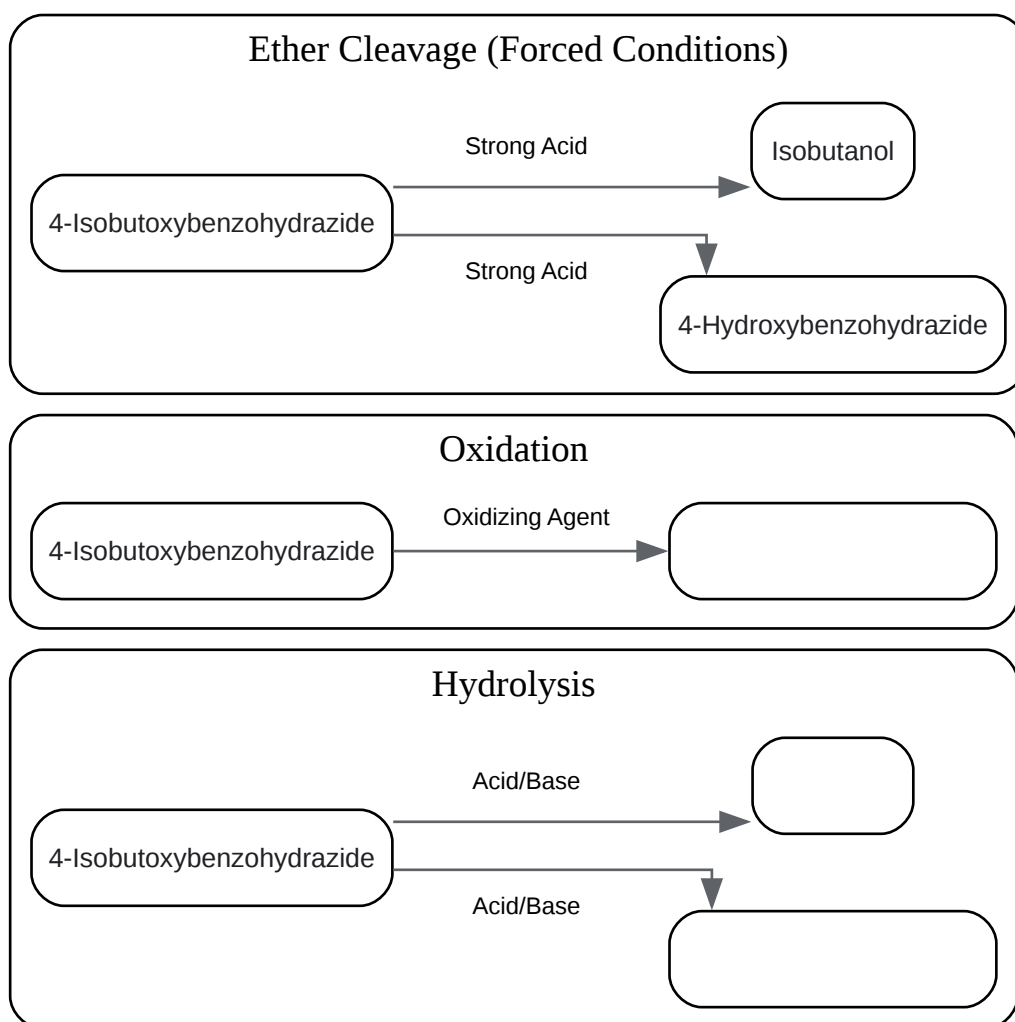 Ether Cleavage (Forced Conditions)
Strong Acid
Isobutanol
4-Isobutoxybenzohydrazide
Strong Acid
4-Hydroxybenzohydrazide
Oxidation
Oxidizing Agent
4-Isobutoxybenzohydrazide
Hydrolysis
Acid/Base
4-Isobutoxybenzohydrazide
Acid/Base